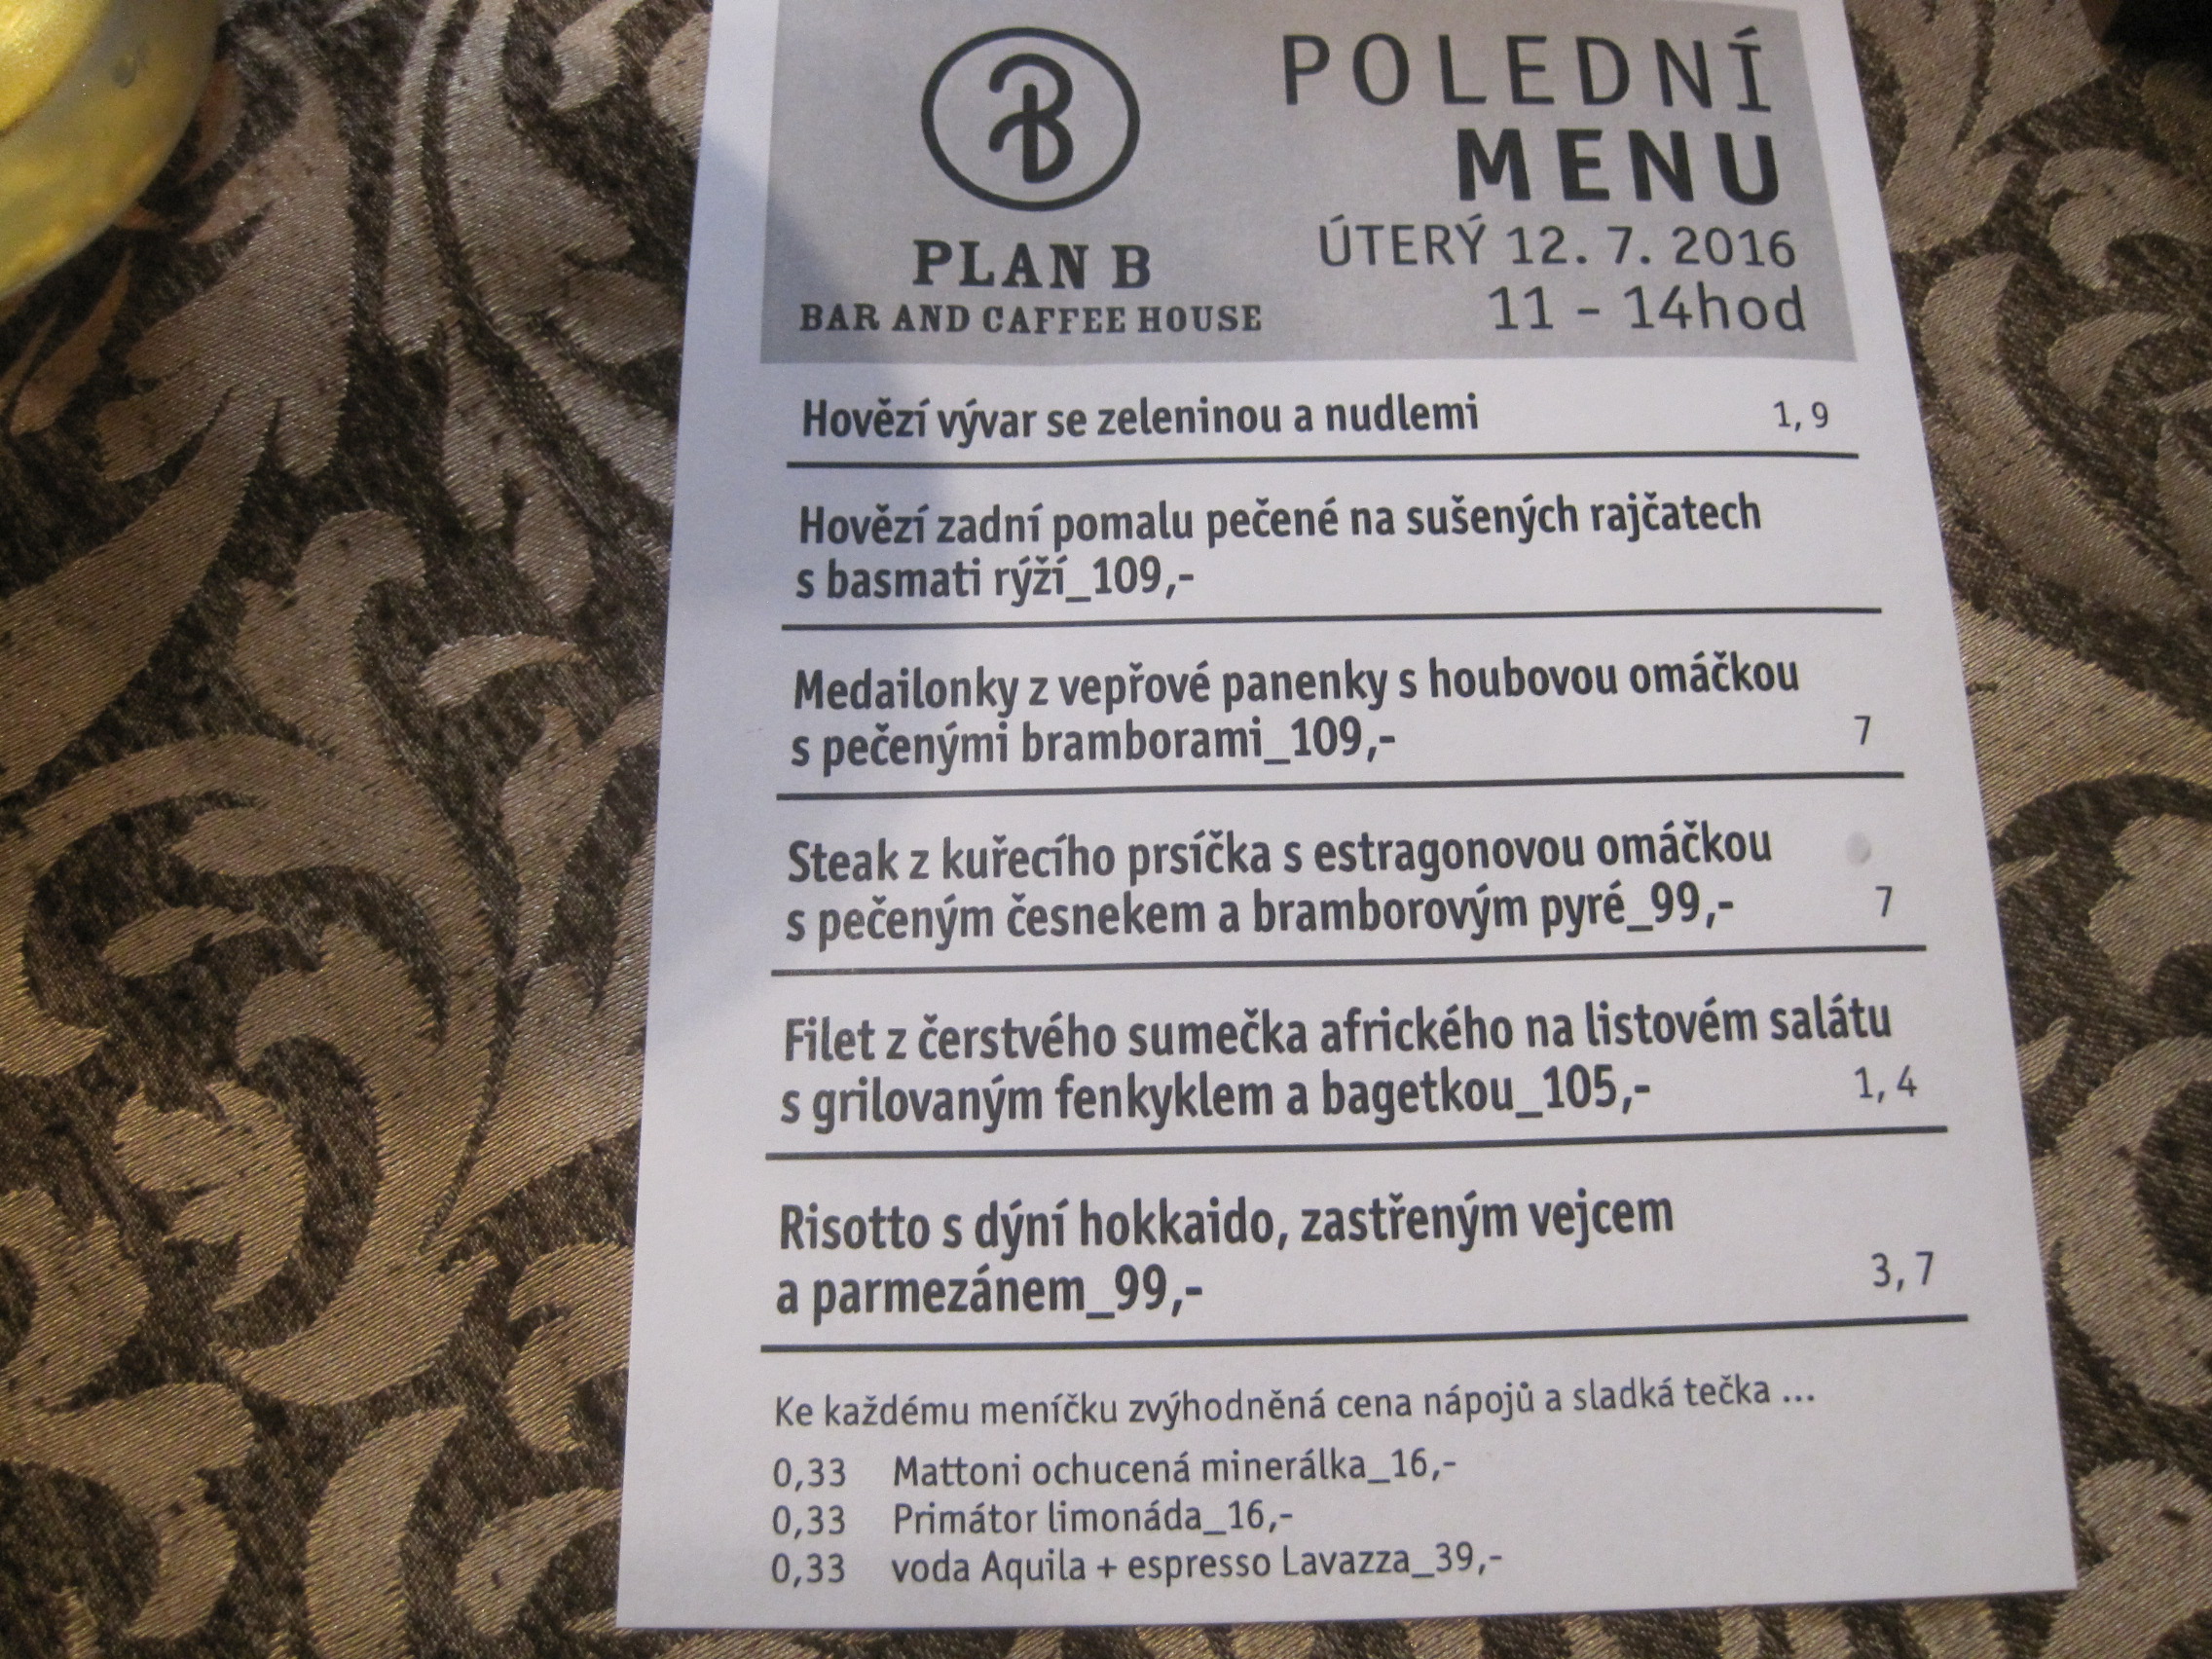 B
PLAN B
BAR AND CAFFEE HOUSE
POLEDNÍ
MENU
ÚTERÝ 12. 7. 2016
11 - 14hod
Hovězí vývar se zeleninou a nudlemi 1, 9
Hovězí zadní pomalu pečené na sušených rajčatech
s basmati rýží_109,-
Medailonky z vepřové panenky s houbovou omáčkou
s pečenými bramborami_109,- 7
Steak z kuřecího prsíčka s estragonovou omáčkou
s pečeným česnekem a bramborovým pyré_99,- 7
Filet z čerstvého sumečka afrického na listovém salátu
s grilovaným fenkyklem a bagetkou_105,- 1, 4
Risotto s dýní hokkaido, zastřeným vejcem
a parmezánem_99,- 3, 7
Ke každému meníčku zvýhodněná cena nápojů a sladká tečka ...
0,33 Mattoni ochucená minerálka_16,-
0,33 Primátor limonáda_16,-
0,33 voda Aquila + espresso Lavazza_39,-